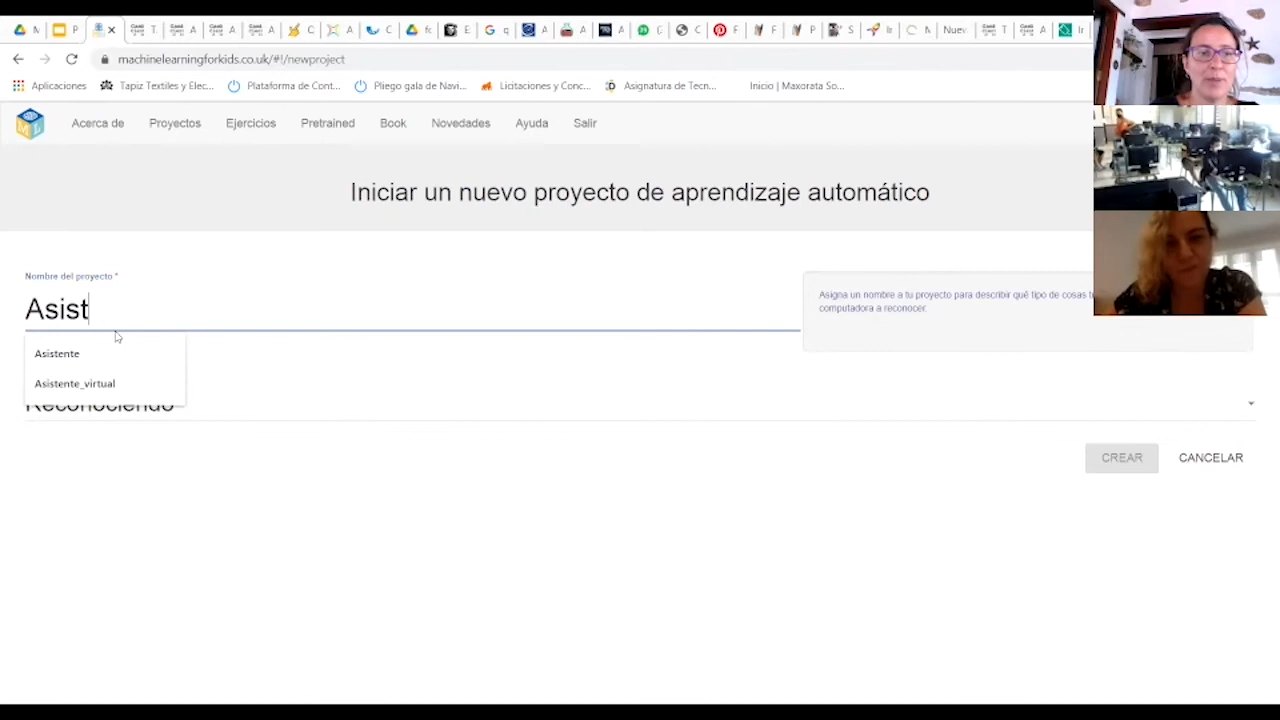 machinelearningforkids.co.uk/#!/newproject
Aplicaciones
Tapiz Textiles y Elec...
Plataforma de Cont...
Pliego gala de Navi...
Licitaciones y Conc...
Asignatura de Tecn...
Inicio | Maxorata So...
Acerca de
Proyectos
Ejercicios
Pretrained
Book
Novedades
Ayuda
Salir
Iniciar un nuevo proyecto de aprendizaje automático
Nombre del proyecto *
Asist
Asigna un nombre a tu proyecto para describir qué tipo de cosas
computadora a reconocer.
Asistente
Asistente_virtual
Reconociendo
CREAR
CANCELAR